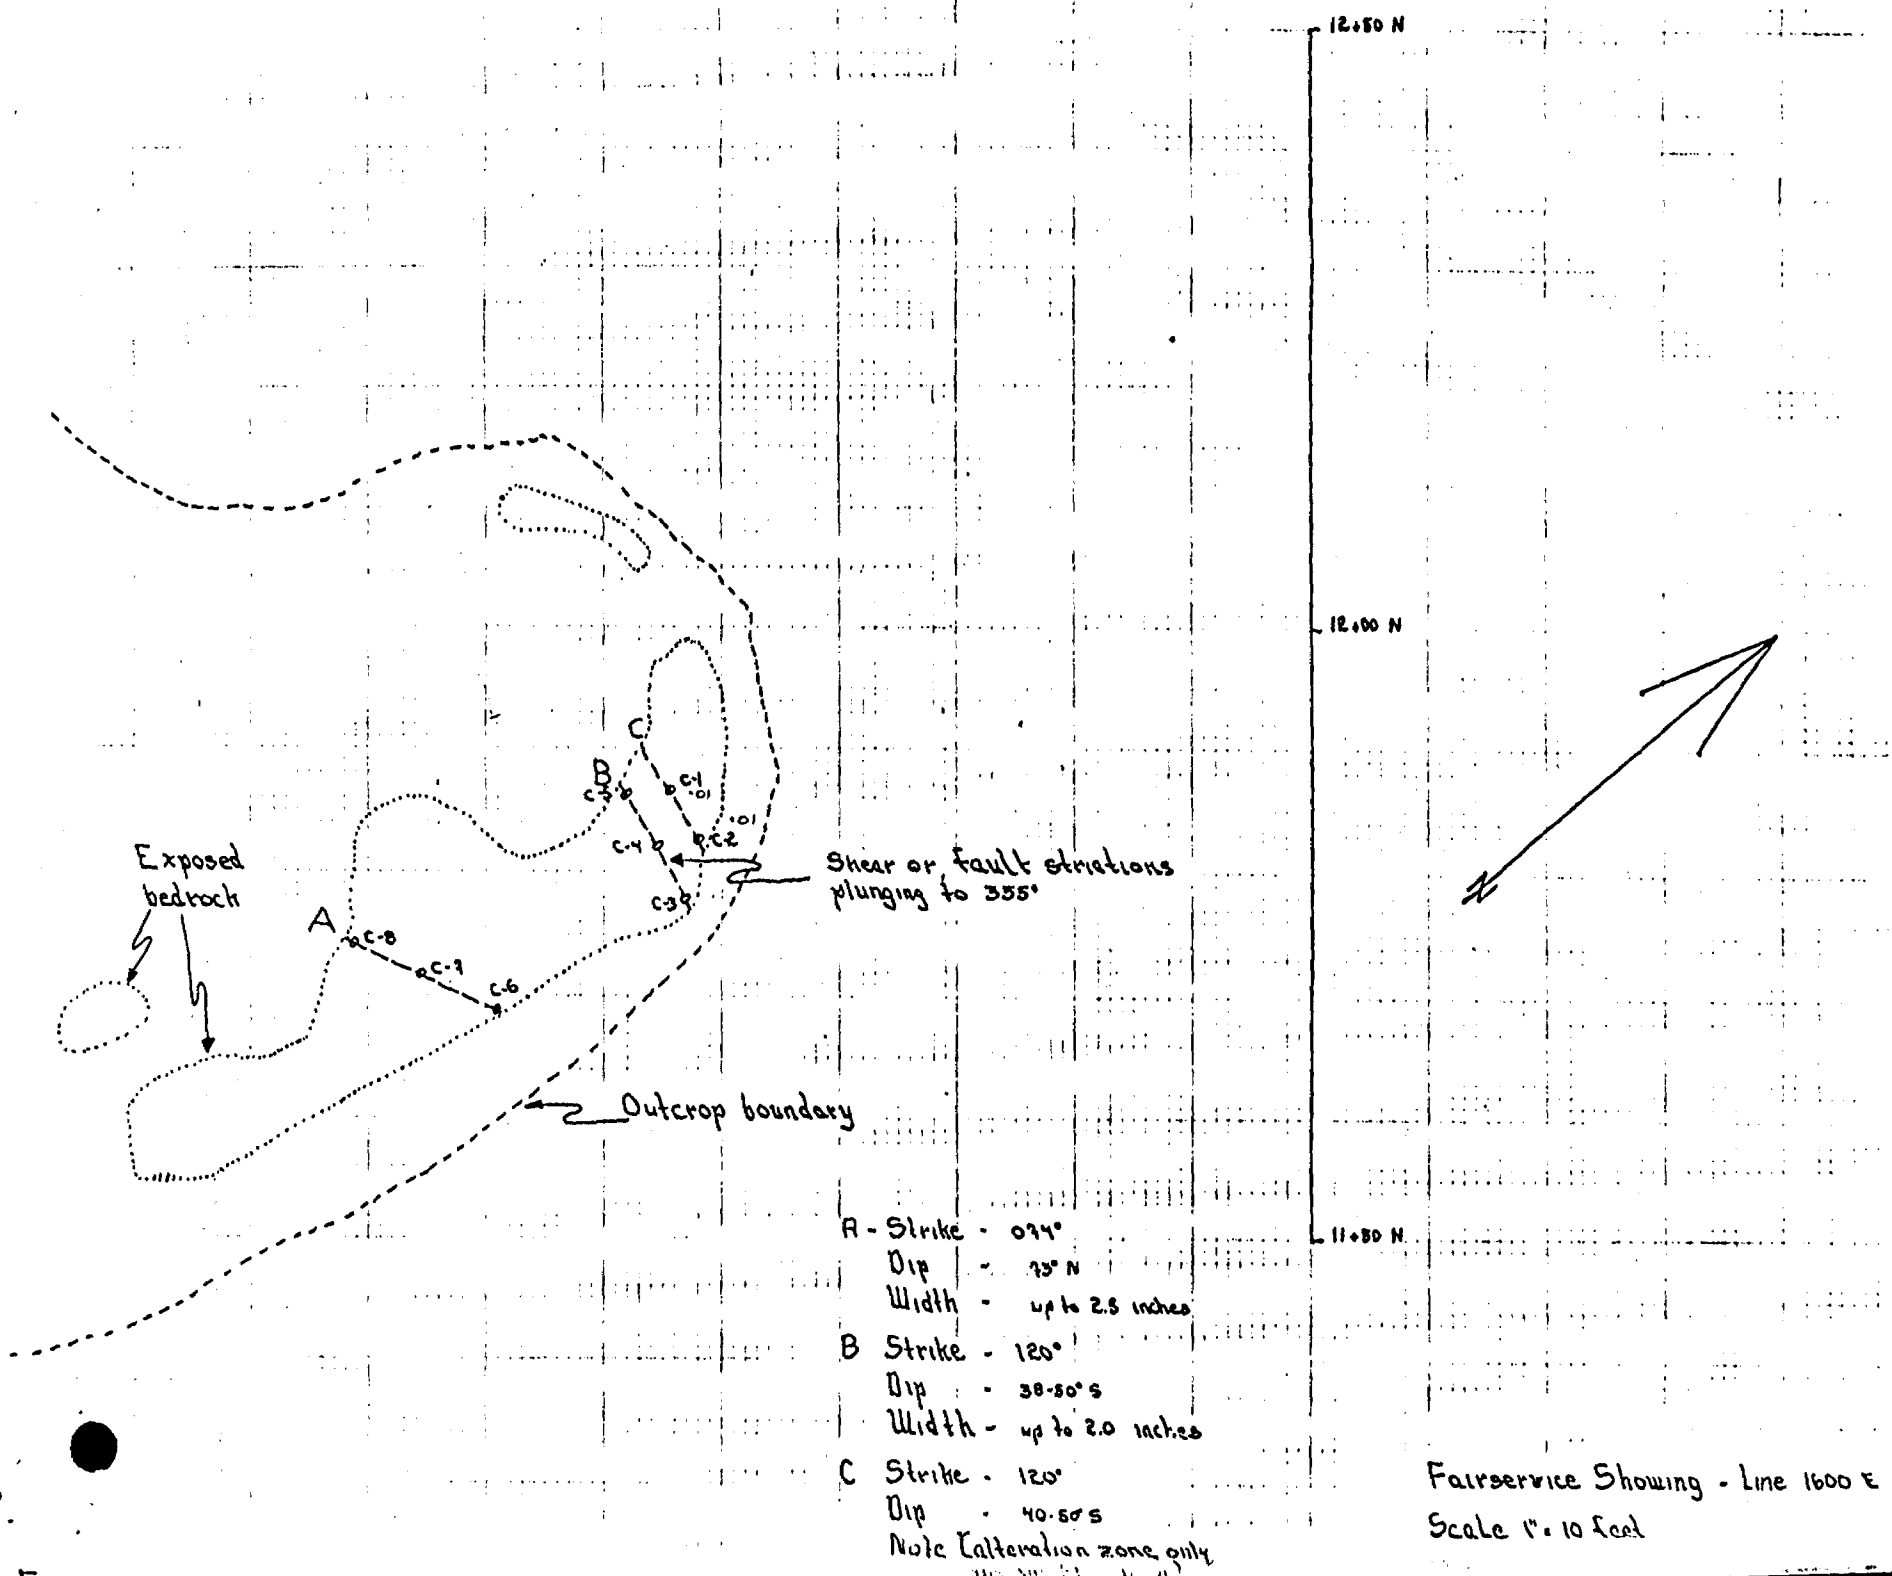 12+50 N
12+00 N
C
B
C-1
.01
C-5
.01
C-2
C-4
Exposed
bedrock
Shear or fault striations
plunging to 355°
C-3
A
C-8
C-7
C-6
Outcrop boundary
A - Strike - 074°
Dip - 75° N
Width - up to 2.5 inches
11+50 N
B Strike - 120°
Dip - 38-50° S
Width - up to 2.0 inches
C Strike - 120°
Dip - 40-50° S
Note [alteration zone only
Fairservice Showing - Line 1600 E
Scale 1" = 10 feet